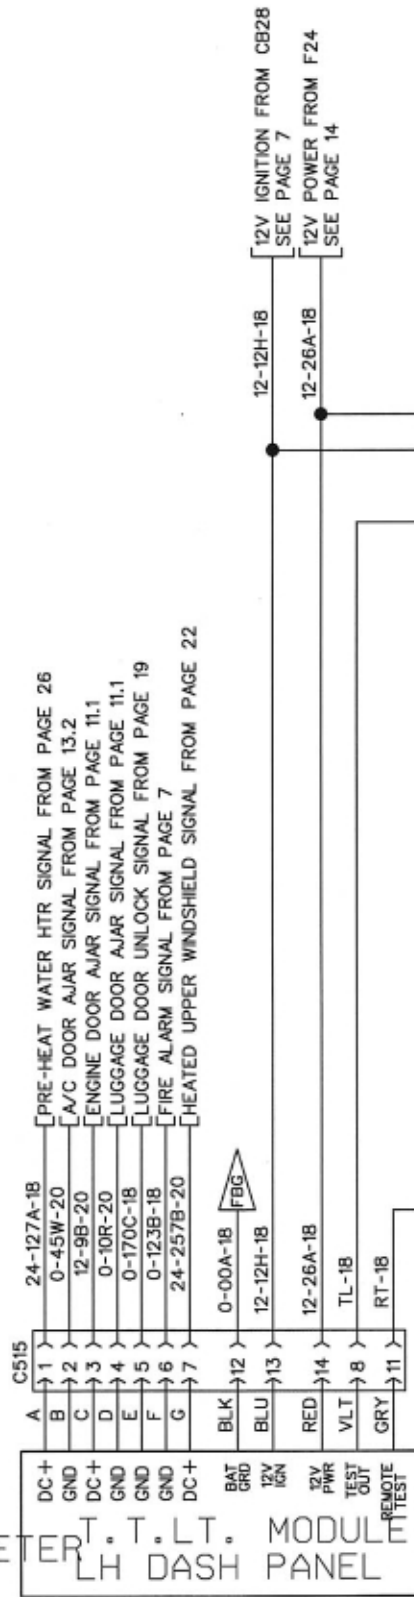 C515
DC+ A 1 24-127A-18 PRE-HEAT WATER HTR SIGNAL FROM PAGE 26
GND B 2 0-45W-20 A/C DOOR AJAR SIGNAL FROM PAGE 13.2
DC+ C 3 12-9B-20 ENGINE DOOR AJAR SIGNAL FROM PAGE 11.1
GND D 4 0-10R-20 LUGGAGE DOOR AJAR SIGNAL FROM PAGE 11.1
GND E 5 0-170C-18 LUGGAGE DOOR UNLOCK SIGNAL FROM PAGE 19
GND F 6 0-123B-18 FIRE ALARM SIGNAL FROM PAGE 7
DC+ G 7 24-257B-20 HEATED UPPER WINDSHIELD SIGNAL FROM PAGE 22
BAT
GRD
BLK 12 0-00A-18 FBG
12V
IGN
BLU 13 12-12H-18 12-12H-18
12V IGNITION FROM CB28
SEE PAGE 7
12V
PWR
RED 14 12-26A-18 12-26A-18
12V POWER FROM F24
SEE PAGE 14
TEST
OUT
VLT 8 TL-18
REMOTE
TEST
GRY 11 RT-18
ETER
T.T.LT. MODULE
LH DASH PANEL